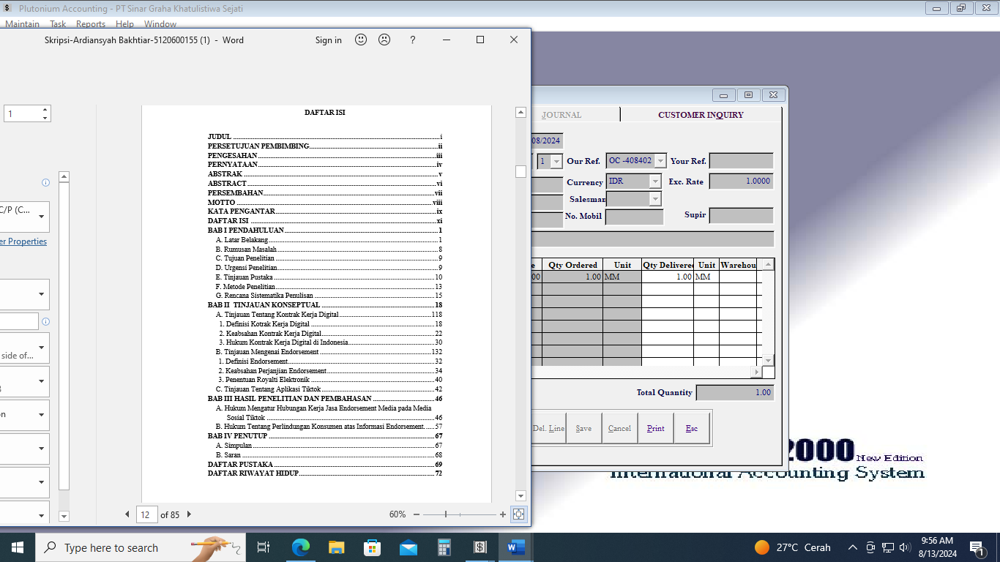 Plutonium Accounting - PT Sinar Graha Khatulistiwa Sejati
Maintain Task Reports Help Window
Skripsi-Ardiansyah Bakhtiar-5120600155 (1) - Word
Sign in
?
1
C/P (C...
er Properties
side of...
on
DAFTAR ISI
JUDUL ............ i
PERSETUJUAN PEMBIMBING ............ ii
PENGESAHAN ............ iii
PERNYATAAN ............ iv
ABSTRAK ............ v
ABSTRACT ............ vi
PERSEMBAHAN ............ vii
MOTTO ............ viii
KATA PENGANTAR ............ ix
DAFTAR ISI ............ xi
BAB I PENDAHULUAN ............ 1
A. Latar Belakang ............ 1
B. Rumusan Masalah ............ 8
C. Tujuan Penelitian ............ 9
D. Urgensi Penelitian ............ 9
E. Tinjauan Pustaka ............ 10
F. Metode Penelitian ............ 13
G. Rencana Sistematika Penulisan ............ 15
BAB II TINJAUAN KONSEPTUAL ............ 18
A. Tinjauan Tentang Kontrak Kerja Digital ............ 118
1. Definisi Kotrak Kerja Digital ............ 18
2. Keabsahan Kontrak Kerja Digital ............ 22
3. Hukum Kontrak Kerja Digital di Indonesia ............ 30
B. Tinjauan Mengenai Endorsement ............ 132
1. Definisi Endorsement ............ 32
2. Keabsahan Perjanjian Endorsement ............ 34
3. Penentuan Royalti Elektronik ............ 40
C. Tinjauan Tentang Aplikasi Tiktok ............ 42
BAB III HASIL PENELITIAN DAN PEMBAHASAN ............ 46
A. Hukum Mengatur Hubungan Kerja Jasa Endorsement Media pada Media
Sosial Tiktok ............ 46
B. Hukum Tentang Perlindungan Konsumen atas Informasi Endorsement. ...... 57
BAB IV PENUTUP ............ 67
A. Simpulan ............ 67
B. Saran ............ 68
DAFTAR PUSTAKA ............ 69
DAFTAR RIWAYAT HIDUP ............ 72
12 of 85
60%
JOURNAL CUSTOMER INQUIRY
08/2024
1 Our Ref. OC -408402 Your Ref.
Currency IDR Exc. Rate 1.0000
Salesman
No. Mobil Supir
e Qty Ordered Unit Qty Delivered Unit Warehou
00 1.00 MM 1.00 MM
Total Quantity 1.00
Del. Line Save Cancel Print Esc
2000 New Edition
International Accounting System
Type here to search
27°C Cerah
9:56 AM
8/13/2024
1